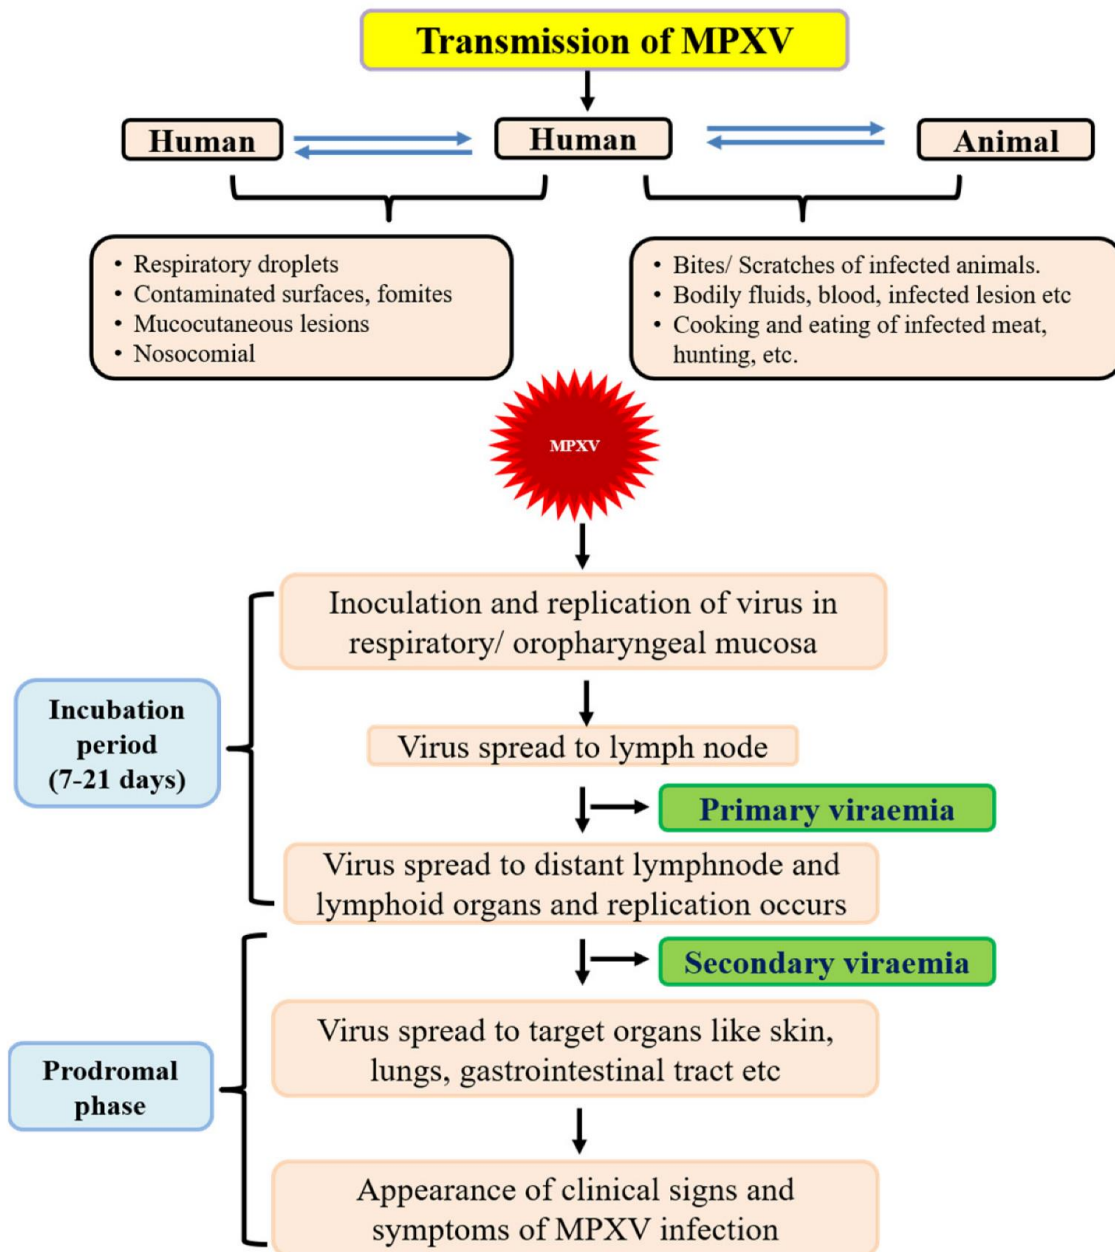 Transmission of MPXV
Human
Human
Animal
• Respiratory droplets
• Contaminated surfaces, fomites
• Mucocutaneous lesions
• Nosocomial
• Bites/ Scratches of infected animals.
• Bodily fluids, blood, infected lesion etc
• Cooking and eating of infected meat,
hunting, etc.
MPXV
Inoculation and replication of virus in
respiratory/ oropharyngeal mucosa
Incubation
period
(7-21 days)
Virus spread to lymph node
Primary viraemia
Virus spread to distant lymphnode and
lymphoid organs and replication occurs
Secondary viraemia
Virus spread to target organs like skin,
lungs, gastrointestinal tract etc
Prodromal
phase
Appearance of clinical signs and
symptoms of MPXV infection